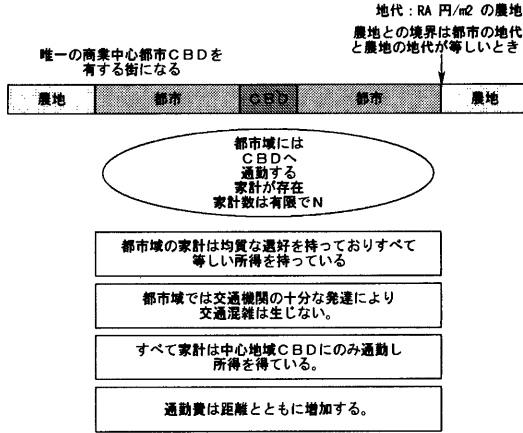 地代：RA 円/m2 の農地
農地との境界は都市の地代
と農地の地代が等しいとき
唯一の商業中心都市CBDを
有する街になる
農地 都市 CBD 都市 農地
都市域には
CBDへ
通勤する
家計が存在
家計数は有限でN
都市域の家計は均質な選好を持っておりすべて
等しい所得を持っている
都市域では交通機関の十分な発達により
交通混雑は生じない。
すべて家計は中心地域CBDにのみ通勤し
所得を得ている。
通勤費は距離とともに増加する。